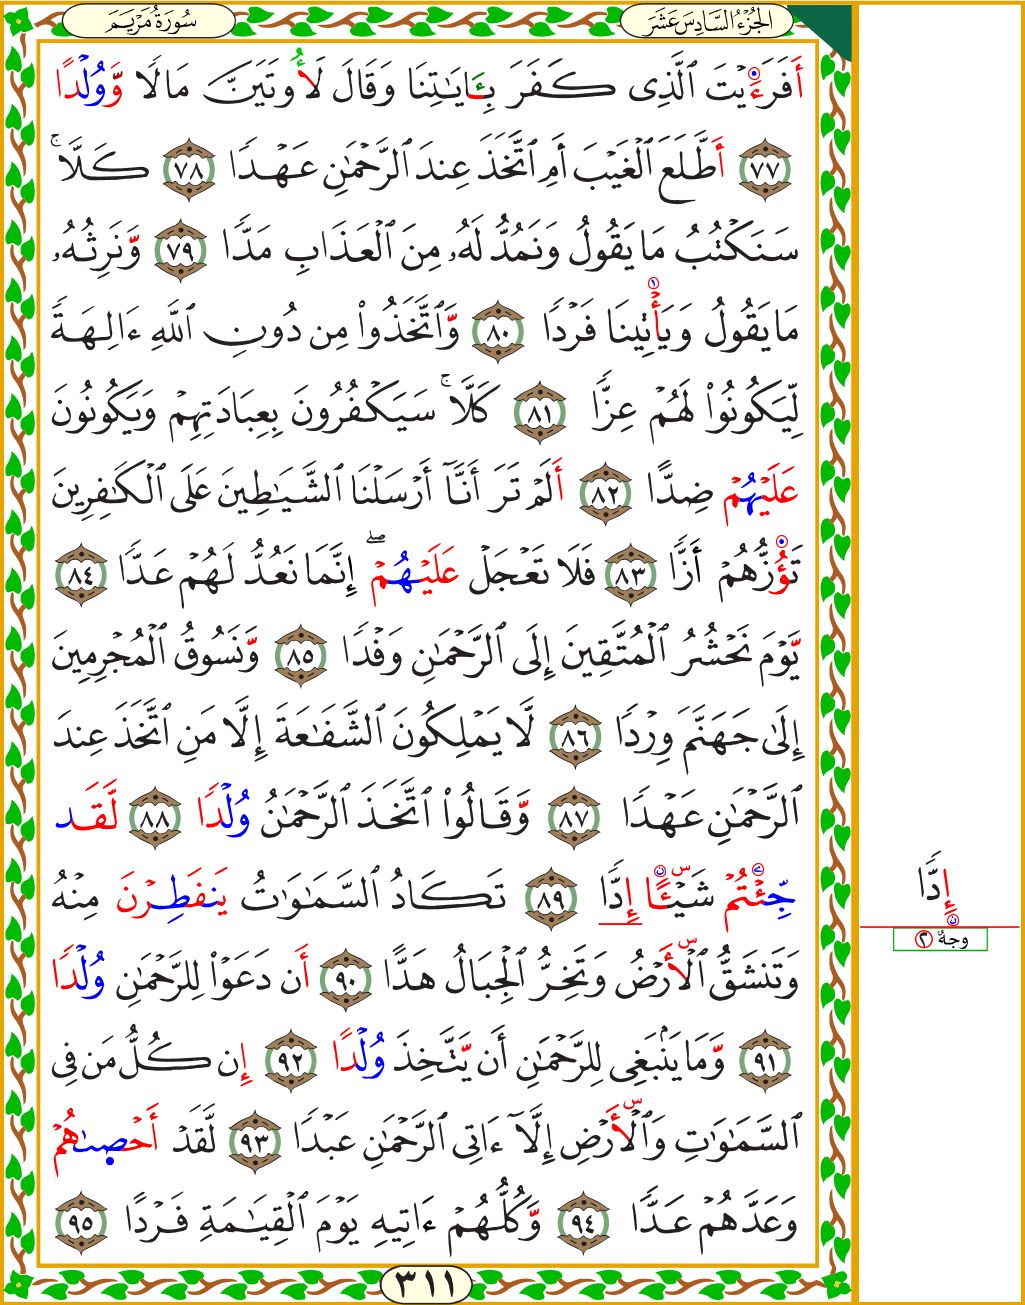 الجُزْءُ السَّادِسَ عَشَرَ
سُورَةُ مَرْيَمَ
أَفَرَءَيْتَ ٱلَّذِى كَفَرَ بِـَٔايَـٰتِنَا وَقَالَ لَأُوتَيَنَّ مَالًا وَّوُلْدًا
٧٧ أَطَّلَعَ ٱلْغَيْبَ أَمِ ٱتَّخَذَ عِندَ ٱلرَّحْمَـٰنِ عَهْدًا ٧٨ كَلَّا ۚ
سَنَكْتُبُ مَا يَقُولُ وَنَمُدُّ لَهُۥ مِنَ ٱلْعَذَابِ مَدًّا ٧٩ وَّنَرِثُهُۥ
مَا يَقُولُ وَيَأْتِينَا فَرْدًا ٨٠ وَّٱتَّخَذُوا۟ مِن دُونِ ٱللَّهِ ءَالِهَةً
لِّيَكُونُوا۟ لَهُمْ عِزًّا ٨١ كَلَّا ۚ سَيَكْفُرُونَ بِعِبَادَتِهِمْ وَيَكُونُونَ
عَلَيْهُمْ ضِدًّا ٨٢ أَلَمْ تَرَ أَنَّآ أَرْسَلْنَا ٱلشَّيَـٰطِينَ عَلَى ٱلْكَـٰفِرِينَ
تَؤُزُّهُمْ أَزًّا ٨٣ فَلَا تَعْجَلْ عَلَيْهُمْ ۖ إِنَّمَا نَعُدُّ لَهُمْ عَدًّا ٨٤
يَّوْمَ نَحْشُرُ ٱلْمُتَّقِينَ إِلَى ٱلرَّحْمَـٰنِ وَفْدًا ٨٥ وَّنَسُوقُ ٱلْمُجْرِمِينَ
إِلَىٰ جَهَنَّمَ وِرْدًا ٨٦ لَّا يَمْلِكُونَ ٱلشَّفَـٰعَةَ إِلَّا مَنِ ٱتَّخَذَ عِندَ
ٱلرَّحْمَـٰنِ عَهْدًا ٨٧ وَّقَالُوا۟ ٱتَّخَذَ ٱلرَّحْمَـٰنُ وُلْدًا ٨٨ لَّقَد
جِّئْتُمْ شَيْـًٔا إِدًّا ٨٩ تَكَادُ ٱلسَّمَـٰوَٰتُ يَنفَطِرْنَ مِنْهُ
وَتَنشَقُّ ٱلْأَرْضُ وَتَخِرُّ ٱلْجِبَالُ هَدًّا ٩٠ أَن دَعَوْا۟ لِلرَّحْمَـٰنِ وُلْدًا
٩١ وَّمَا يَنۢبَغِى لِلرَّحْمَـٰنِ أَن يَّتَّخِذَ وُلْدًا ٩٢ إِن كُلُّ مَن فِى
ٱلسَّمَـٰوَٰتِ وَٱلْأَرْضِ إِلَّآ ءَاتِى ٱلرَّحْمَـٰنِ عَبْدًا ٩٣ لَّقَدْ أَحْصَىٰهُمْ
وَعَدَّهُمْ عَدًّا ٩٤ وَّكُلُّهُمْ ءَاتِيهِ يَوْمَ ٱلْقِيَـٰمَةِ فَرْدًا ٩٥
٣١١
إِدًّا
وجهٌ ٢